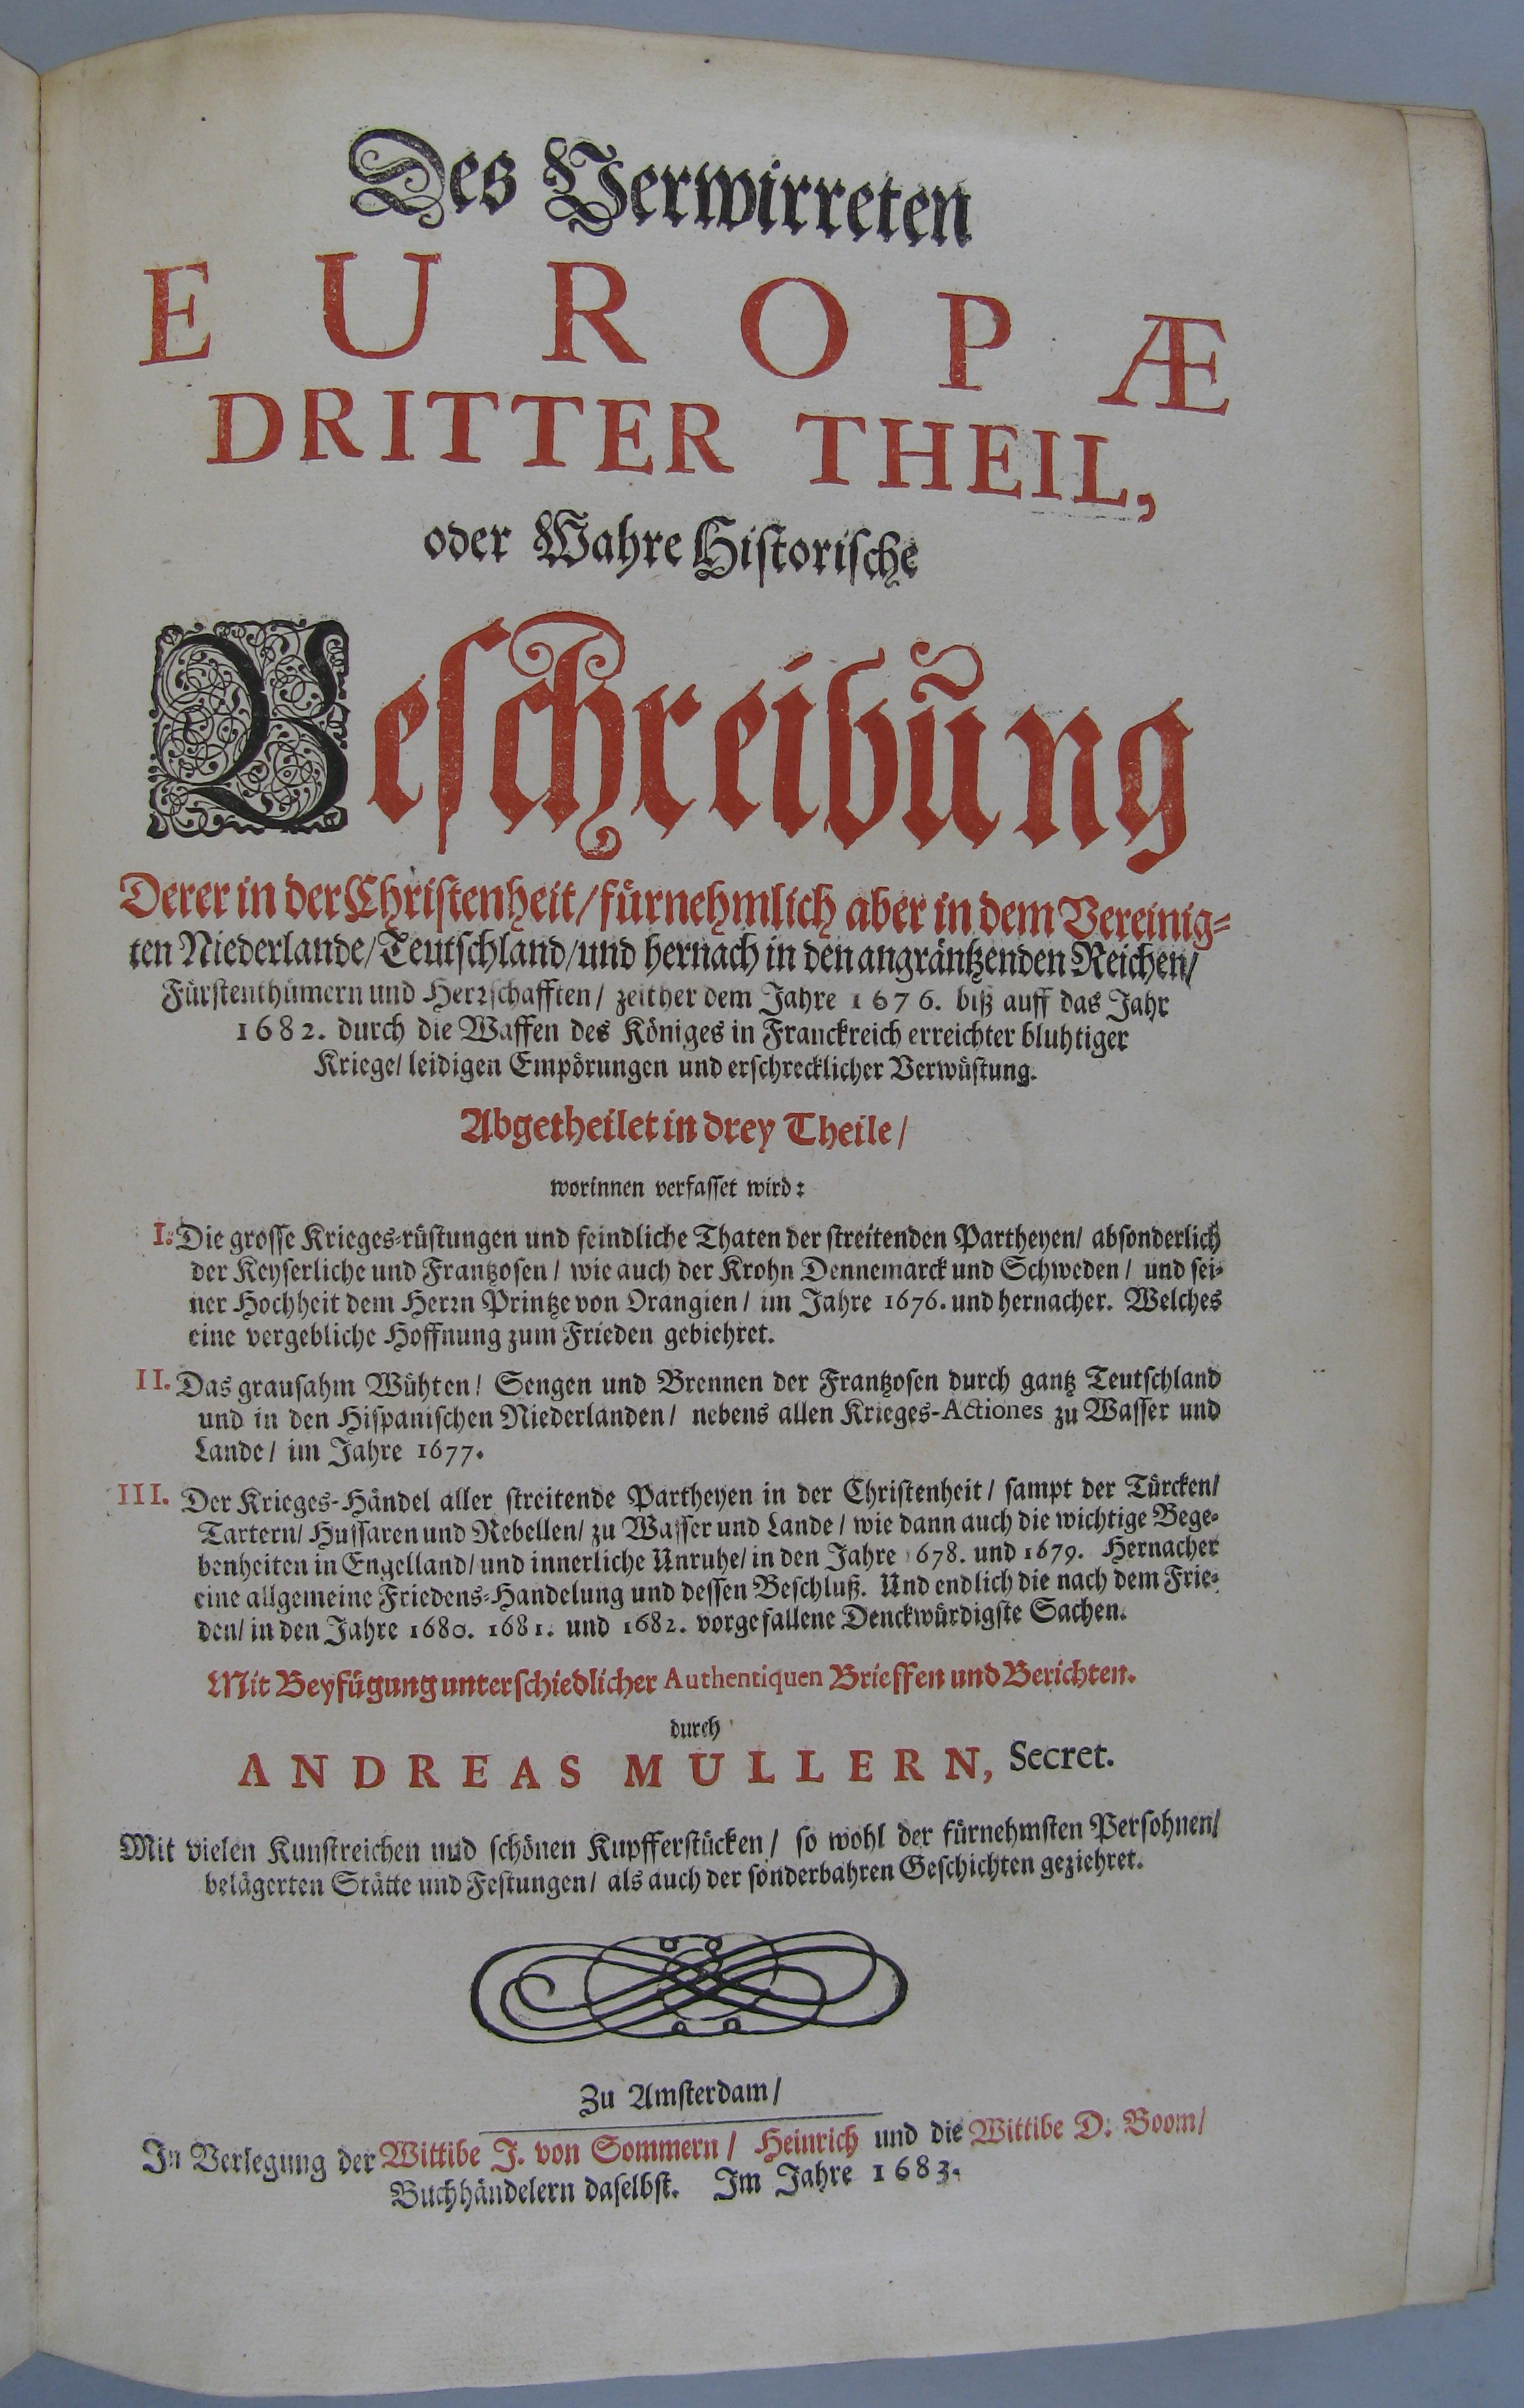 Des Verwirreten
EUROPÆ
DRITTER THEIL,
oder Wahre Historische
Beschreibung
Derer in der Christenheit/ fürnehmlich aber in dem Vereinig-
ten Niederlande/ Teutschland/ und hernach in den angräntzenden Reichen/
Fürstenthümern und Herrschafften/ zeither dem Jahre 1676. biß auff das Jahr
1682. durch die Waffen des Königes in Franckreich erreichter bluhtiger
Kriege/ leidigen Empörungen und erschrecklicher Verwüstung.
Abgetheilet in drey Theile/
worinnen verfasset wird:
I. Die grosse Krieges-rüstungen und feindliche Thaten der streitenden Partheyen/ absonderlich
der Keyserliche und Frantzosen/ wie auch der Krohn Dennemarck und Schweden/ und sei-
ner Hochheit dem Herrn Printze von Orangien/ im Jahre 1676. und hernacher. Welches
eine vergebliche Hoffnung zum Frieden gebiehret.
II. Das grausahm Wühten/ Sengen und Brennen der Frantzosen durch gantz Teutschland
und in den Hispanischen Niederlanden/ nebens allen Krieges-Actiones zu Wasser und
Lande/ im Jahre 1677.
III. Der Krieges-Händel aller streitende Partheyen in der Christenheit/ sampt der Türcken/
Tartern/ Hussaren und Rebellen/ zu Wasser und Lande/ wie dann auch die wichtige Bege-
benheiten in Engelland/ und innerliche Unruhe/ in den Jahre 1678. und 1679. Hernacher
eine allgemeine Friedens-Handelung und dessen Beschluß. Und endlich die nach dem Frie-
den/ in den Jahre 1680. 1681. und 1682. vorgefallene Denckwürdigste Sachen.
Mit Beyfügung unterschiedlicher Authentiquen Brieffen und Berichten.
durch
ANDREAS MULLERN, Secret.
Mit vielen Kunstreichen und schönen Kupfferstücken/ so wohl der fürnehmsten Persohnen/
belägerten Stätte und Festungen/ als auch der sonderbahren Geschichten geziehret.
Zu Amsterdam/
In Verlegung der Wittibe J. von Sommern/ Heinrich und die Wittibe D. Boom/
Buchhändelern daselbst. Im Jahre 1683.